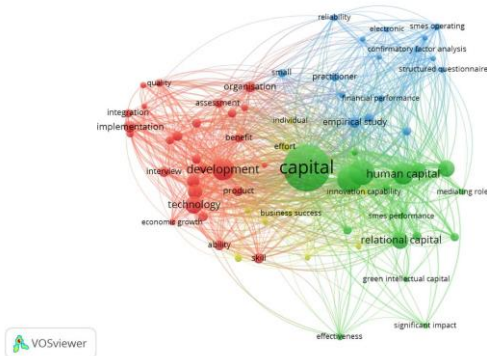 reliability
electronic
smes operating
confirmatory factor analysis
small
practitioner
structured questionnaire
quality
organisation
financial performance
assessment
integration
individual
empirical study
implementation
benefit
effort
interview
development
capital
human capital
product
innovation capability
mediating role
technology
business success
smes performance
economic growth
relational capital
ability
skill
green intellectual capital
significant impact
effectiveness
VOSviewer